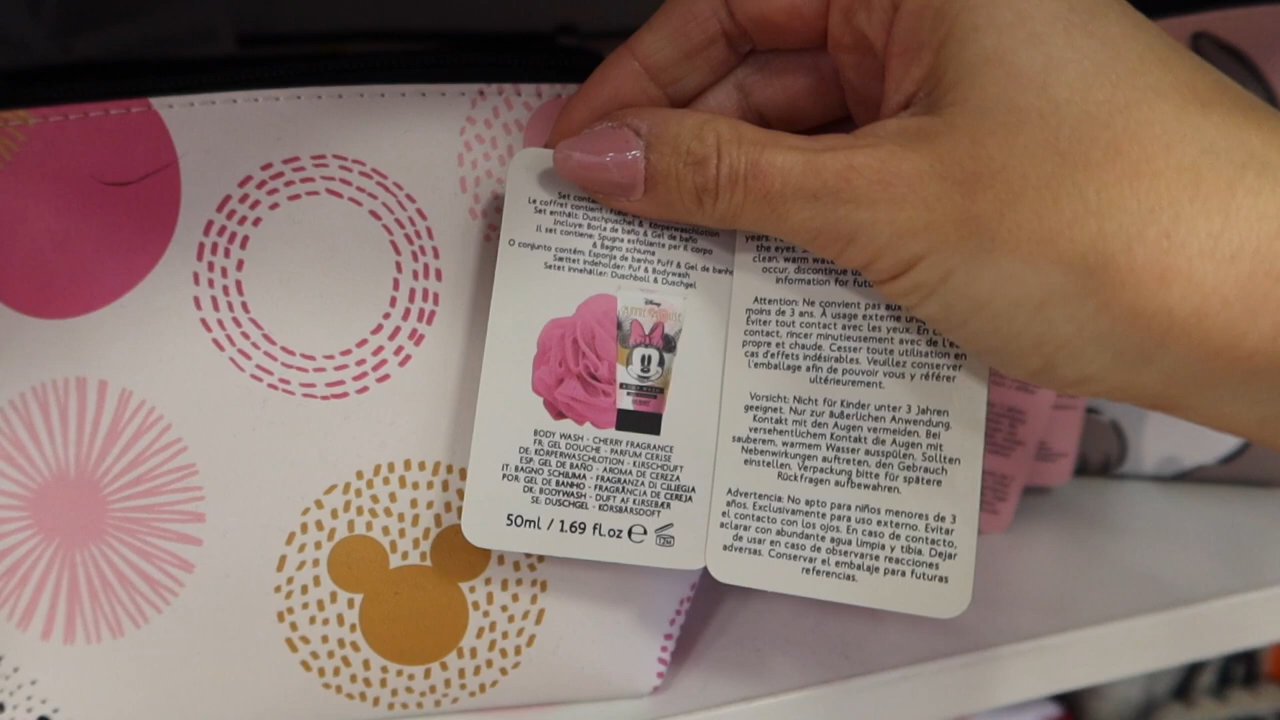 Set conta
Le coffret contient : Fleur de
Set enthält: Duschpuschel & Körperwaschlotion
Incluye: Borla de baño & Gel de baño
Il set contiene: Spugna esfoliante per il corpo
& Bagno schiuma
O conjunto contém: Esponja de banho Puff & Gel de banho
Sættet indeholder: Puf & Bodywash
Setet innehåller: Duschboll & Duschgel
Disney
BODY WASH
BODY WASH - CHERRY FRAGRANCE
FR: GEL DOUCHE - PARFUM CERISE
DE: KÖRPERWASCHLOTION - KIRSCHDUFT
ESP: GEL DE BAÑO - AROMA DE CEREZA
IT: BAGNO SCHIUMA - FRAGRANZA DI CILIEGIA
POR: GEL DE BANHO - FRAGRÂNCIA DE CEREJA
DK: BODYWASH - DUFT AF KIRSEBÆR
SE: DUSCHGEL - KÖRSBÄRSDOFT
50ml / 1.69 fl.oz e 12M
years.
the eyes.
clean, warm wate
occur, discontinue us
information for futu
Attention: Ne convient pas aux
moins de 3 ans. À usage externe uni
Éviter tout contact avec les yeux. En c
contact, rincer minutieusement avec de l'e
propre et chaude. Cesser toute utilisation en
cas d'effets indésirables. Veuillez conserver
l'emballage afin de pouvoir vous y référer
ultérieurement.
Vorsicht: Nicht für Kinder unter 3 Jahren
geeignet. Nur zur äußerlichen Anwendung.
Kontakt mit den Augen vermeiden. Bei
versehentlichem Kontakt die Augen mit
sauberem, warmem Wasser ausspülen. Sollten
Nebenwirkungen auftreten, den Gebrauch
einstellen. Verpackung bitte für spätere
Rückfragen aufbewahren.
Advertencia: No apto para niños menores de 3
años. Exclusivamente para uso externo. Evitar
el contacto con los ojos. En caso de contacto,
aclarar con abundante agua limpia y tibia. Dejar
de usar en caso de observarse reacciones
adversas. Conservar el embalaje para futuras
referencias.